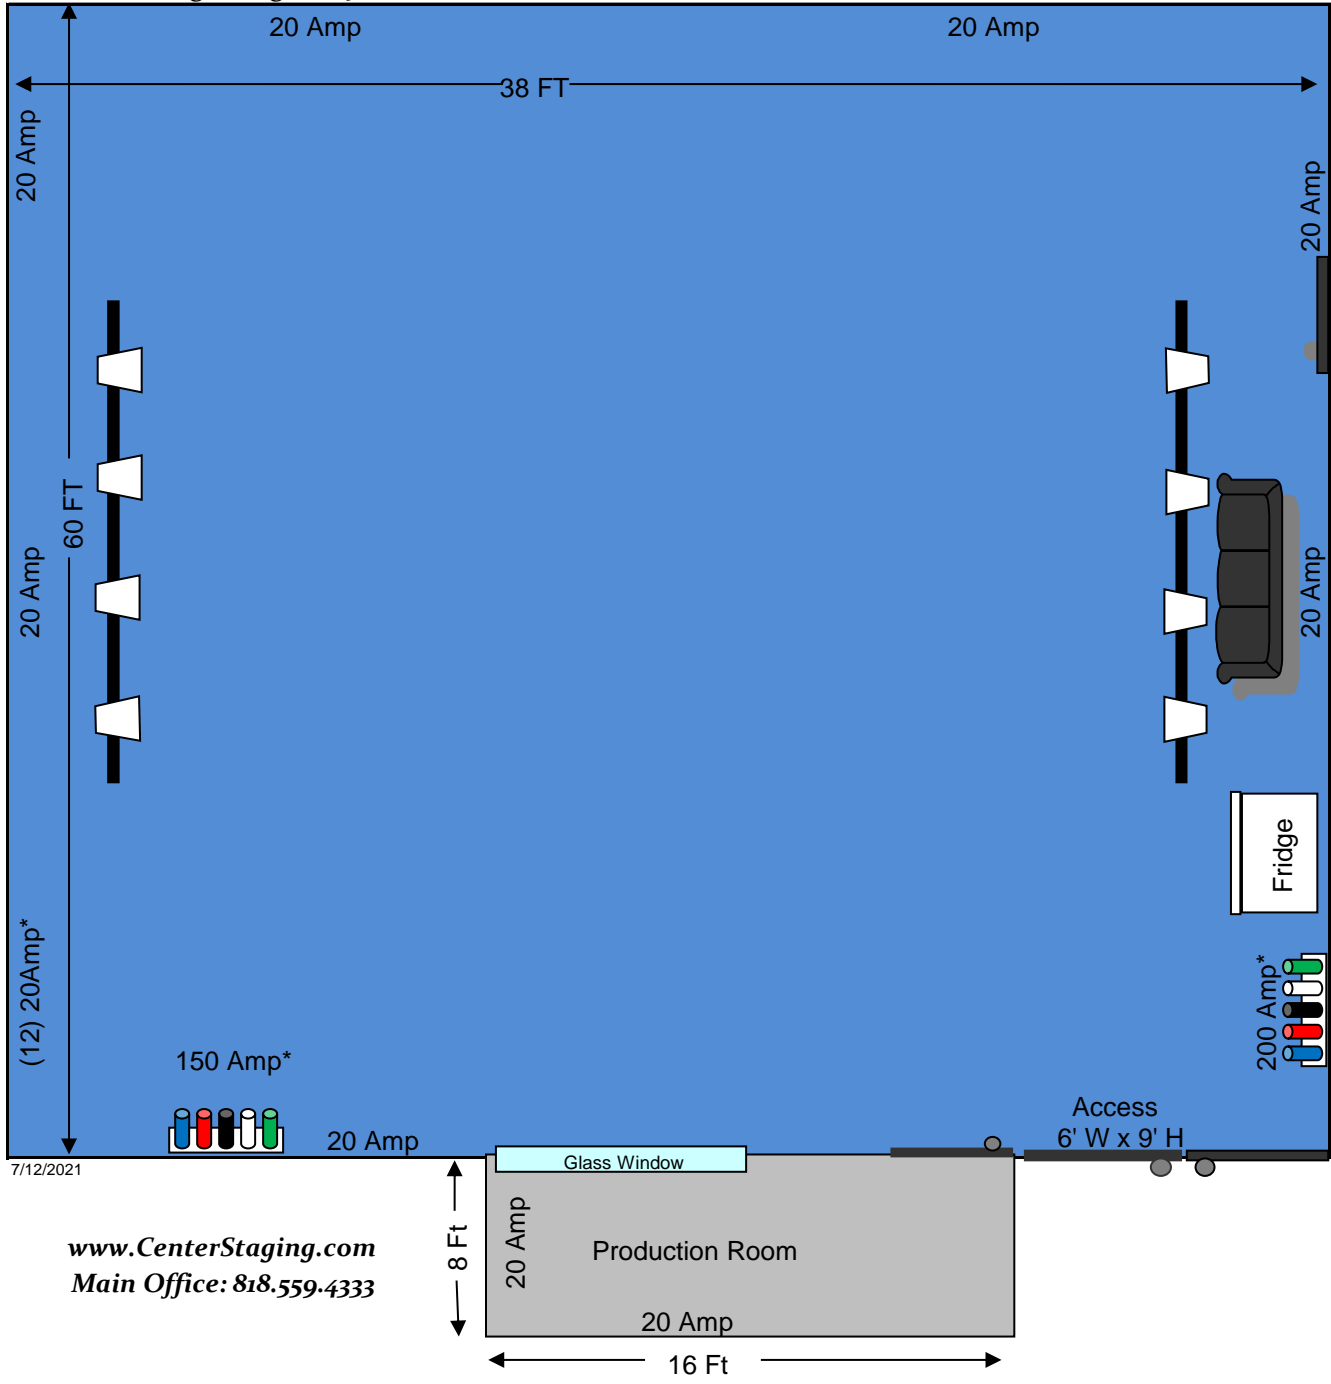 20 Amp
20 Amp
38 FT
20 Amp
20 Amp
60 FT
20 Amp
20 Amp
Fridge
(12) 20Amp*
200 Amp*
150 Amp*
Access
6' W x 9' H
20 Amp
Glass Window
7/12/2021
8 Ft
20 Amp
Production Room
www.CenterStaging.com
Main Office: 818.559.4333
20 Amp
16 Ft